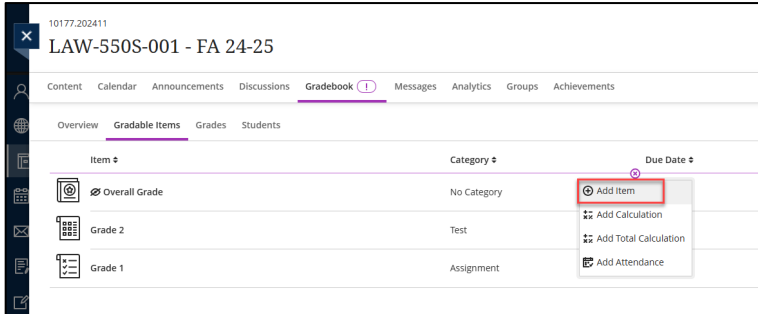 10177.202411
LAW-550S-001 - FA 24-25
Content Calendar Announcements Discussions Gradebook ! Messages Analytics Groups Achievements
Overview Gradable Items Grades Students
Item Category Due Date
Overall Grade No Category
Add Item
Add Calculation
Grade 2 Test
Add Total Calculation
Add Attendance
Grade 1 Assignment